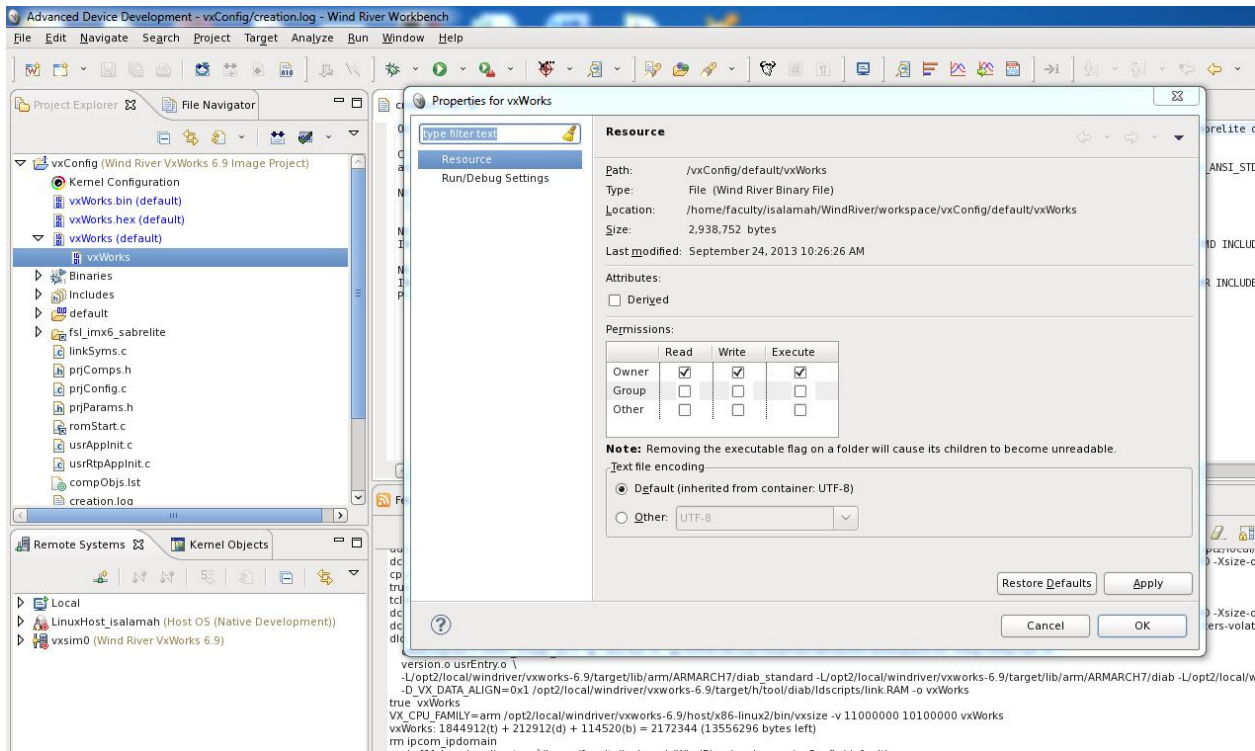 Advanced Device Development - vxConfig/creation.log - Wind River Workbench
File Edit Navigate Search Project Target Analyze Run Window Help
Project Explorer File Navigator
vxConfig (Wind River VxWorks 6.9 Image Project)
Kernel Configuration
vxWorks.bin (default)
vxWorks.hex (default)
vxWorks (default)
vxWorks
Binaries
Includes
default
fsl_imx6_sabrelite
linkSyms.c
prjComps.h
prjConfig.c
prjParams.h
romStart.c
usrAppInit.c
usrRtpAppInit.c
compObjs.lst
creation.log
Remote Systems Kernel Objects
Local
LinuxHost_isalamah (Host OS (Native Development))
vxsim0 (Wind River VxWorks 6.9)
Properties for vxWorks
type filter text
Resource
Run/Debug Settings
Resource
Path: /vxConfig/default/vxWorks
Type: File (Wind River Binary File)
Location: /home/faculty/isalamah/WindRiver/workspace/vxConfig/default/vxWorks
Size: 2,938,752 bytes
Last modified: September 24, 2013 10:26:26 AM
Attributes:
Derived
Permissions:
Read Write Execute
Owner
Group
Other
Note: Removing the executable flag on a folder will cause its children to become unreadable.
Text file encoding
Default (inherited from container: UTF-8)
Other: UTF-8
Restore Defaults Apply
Cancel OK
version.o usrEntry.o \
-L/opt2/local/windriver/vxworks-6.9/target/lib/arm/ARMARCH7/diab_standard -L/opt2/local/windriver/vxworks-6.9/target/lib/arm/ARMARCH7/diab -L/opt2/local/w
-D_VX_DATA_ALIGN=0x1 /opt2/local/windriver/vxworks-6.9/target/h/tool/diab/ldscripts/link.RAM -o vxWorks
true vxWorks
VX_CPU_FAMILY=arm /opt2/local/windriver/vxworks-6.9/host/x86-linux2/bin/vxsize -v 11000000 10100000 vxWorks
vxWorks: 1844912(t) + 212912(d) + 114520(b) = 2172344 (13556296 bytes left)
rm ipcom_ipdomain